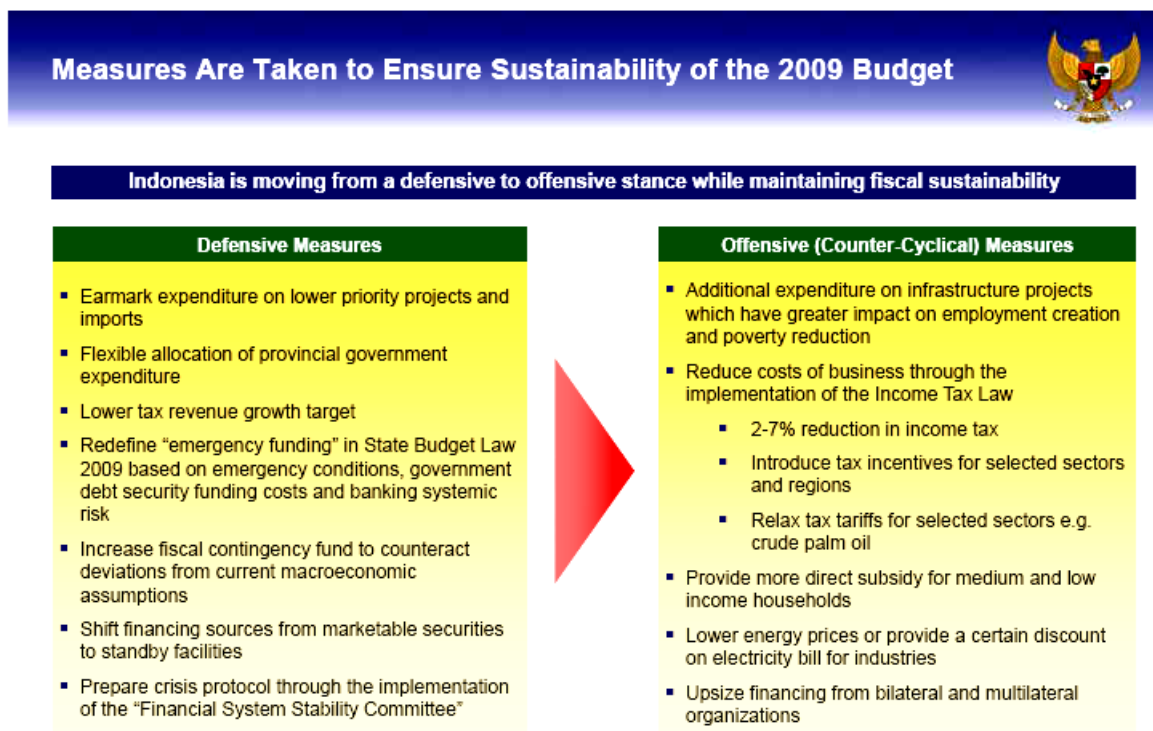 Measures Are Taken to Ensure Sustainability of the 2009 Budget
Indonesia is moving from a defensive to offensive stance while maintaining fiscal sustainability
Defensive Measures
▪ Earmark expenditure on lower priority projects and
imports
▪ Flexible allocation of provincial government
expenditure
▪ Lower tax revenue growth target
▪ Redefine “emergency funding” in State Budget Law
2009 based on emergency conditions, government
debt security funding costs and banking systemic
risk
▪ Increase fiscal contingency fund to counteract
deviations from current macroeconomic
assumptions
▪ Shift financing sources from marketable securities
to standby facilities
▪ Prepare crisis protocol through the implementation
of the “Financial System Stability Committee”
Offensive (Counter-Cyclical) Measures
▪ Additional expenditure on infrastructure projects
which have greater impact on employment creation
and poverty reduction
▪ Reduce costs of business through the
implementation of the Income Tax Law
▪ 2-7% reduction in income tax
▪ Introduce tax incentives for selected sectors
and regions
▪ Relax tax tariffs for selected sectors e.g.
crude palm oil
▪ Provide more direct subsidy for medium and low
income households
▪ Lower energy prices or provide a certain discount
on electricity bill for industries
▪ Upsize financing from bilateral and multilateral
organizations